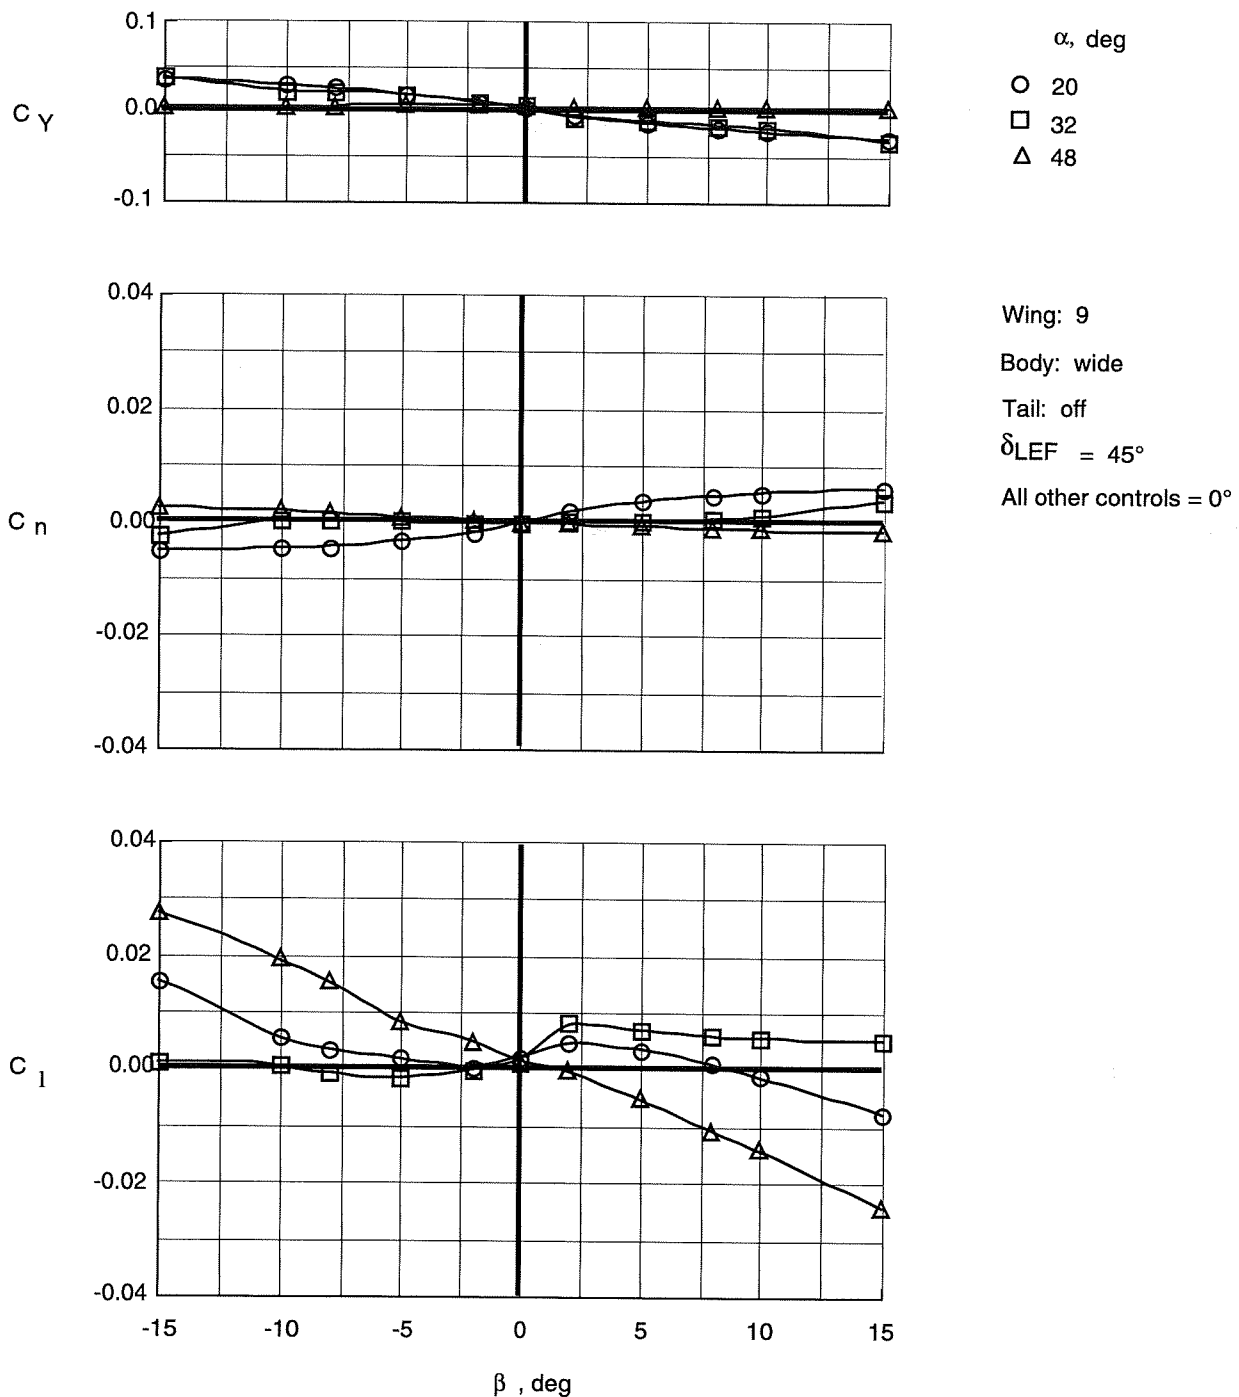 0.1
C Y
0.0
-0.1
α, deg
20
32
48
0.04
0.02
C n
0.00
-0.02
-0.04
Wing: 9
Body: wide
Tail: off
δLEF = 45°
All other controls = 0°
0.04
0.02
C l
0.00
-0.02
-0.04
-15 -10 -5 0 5 10 15
β , deg